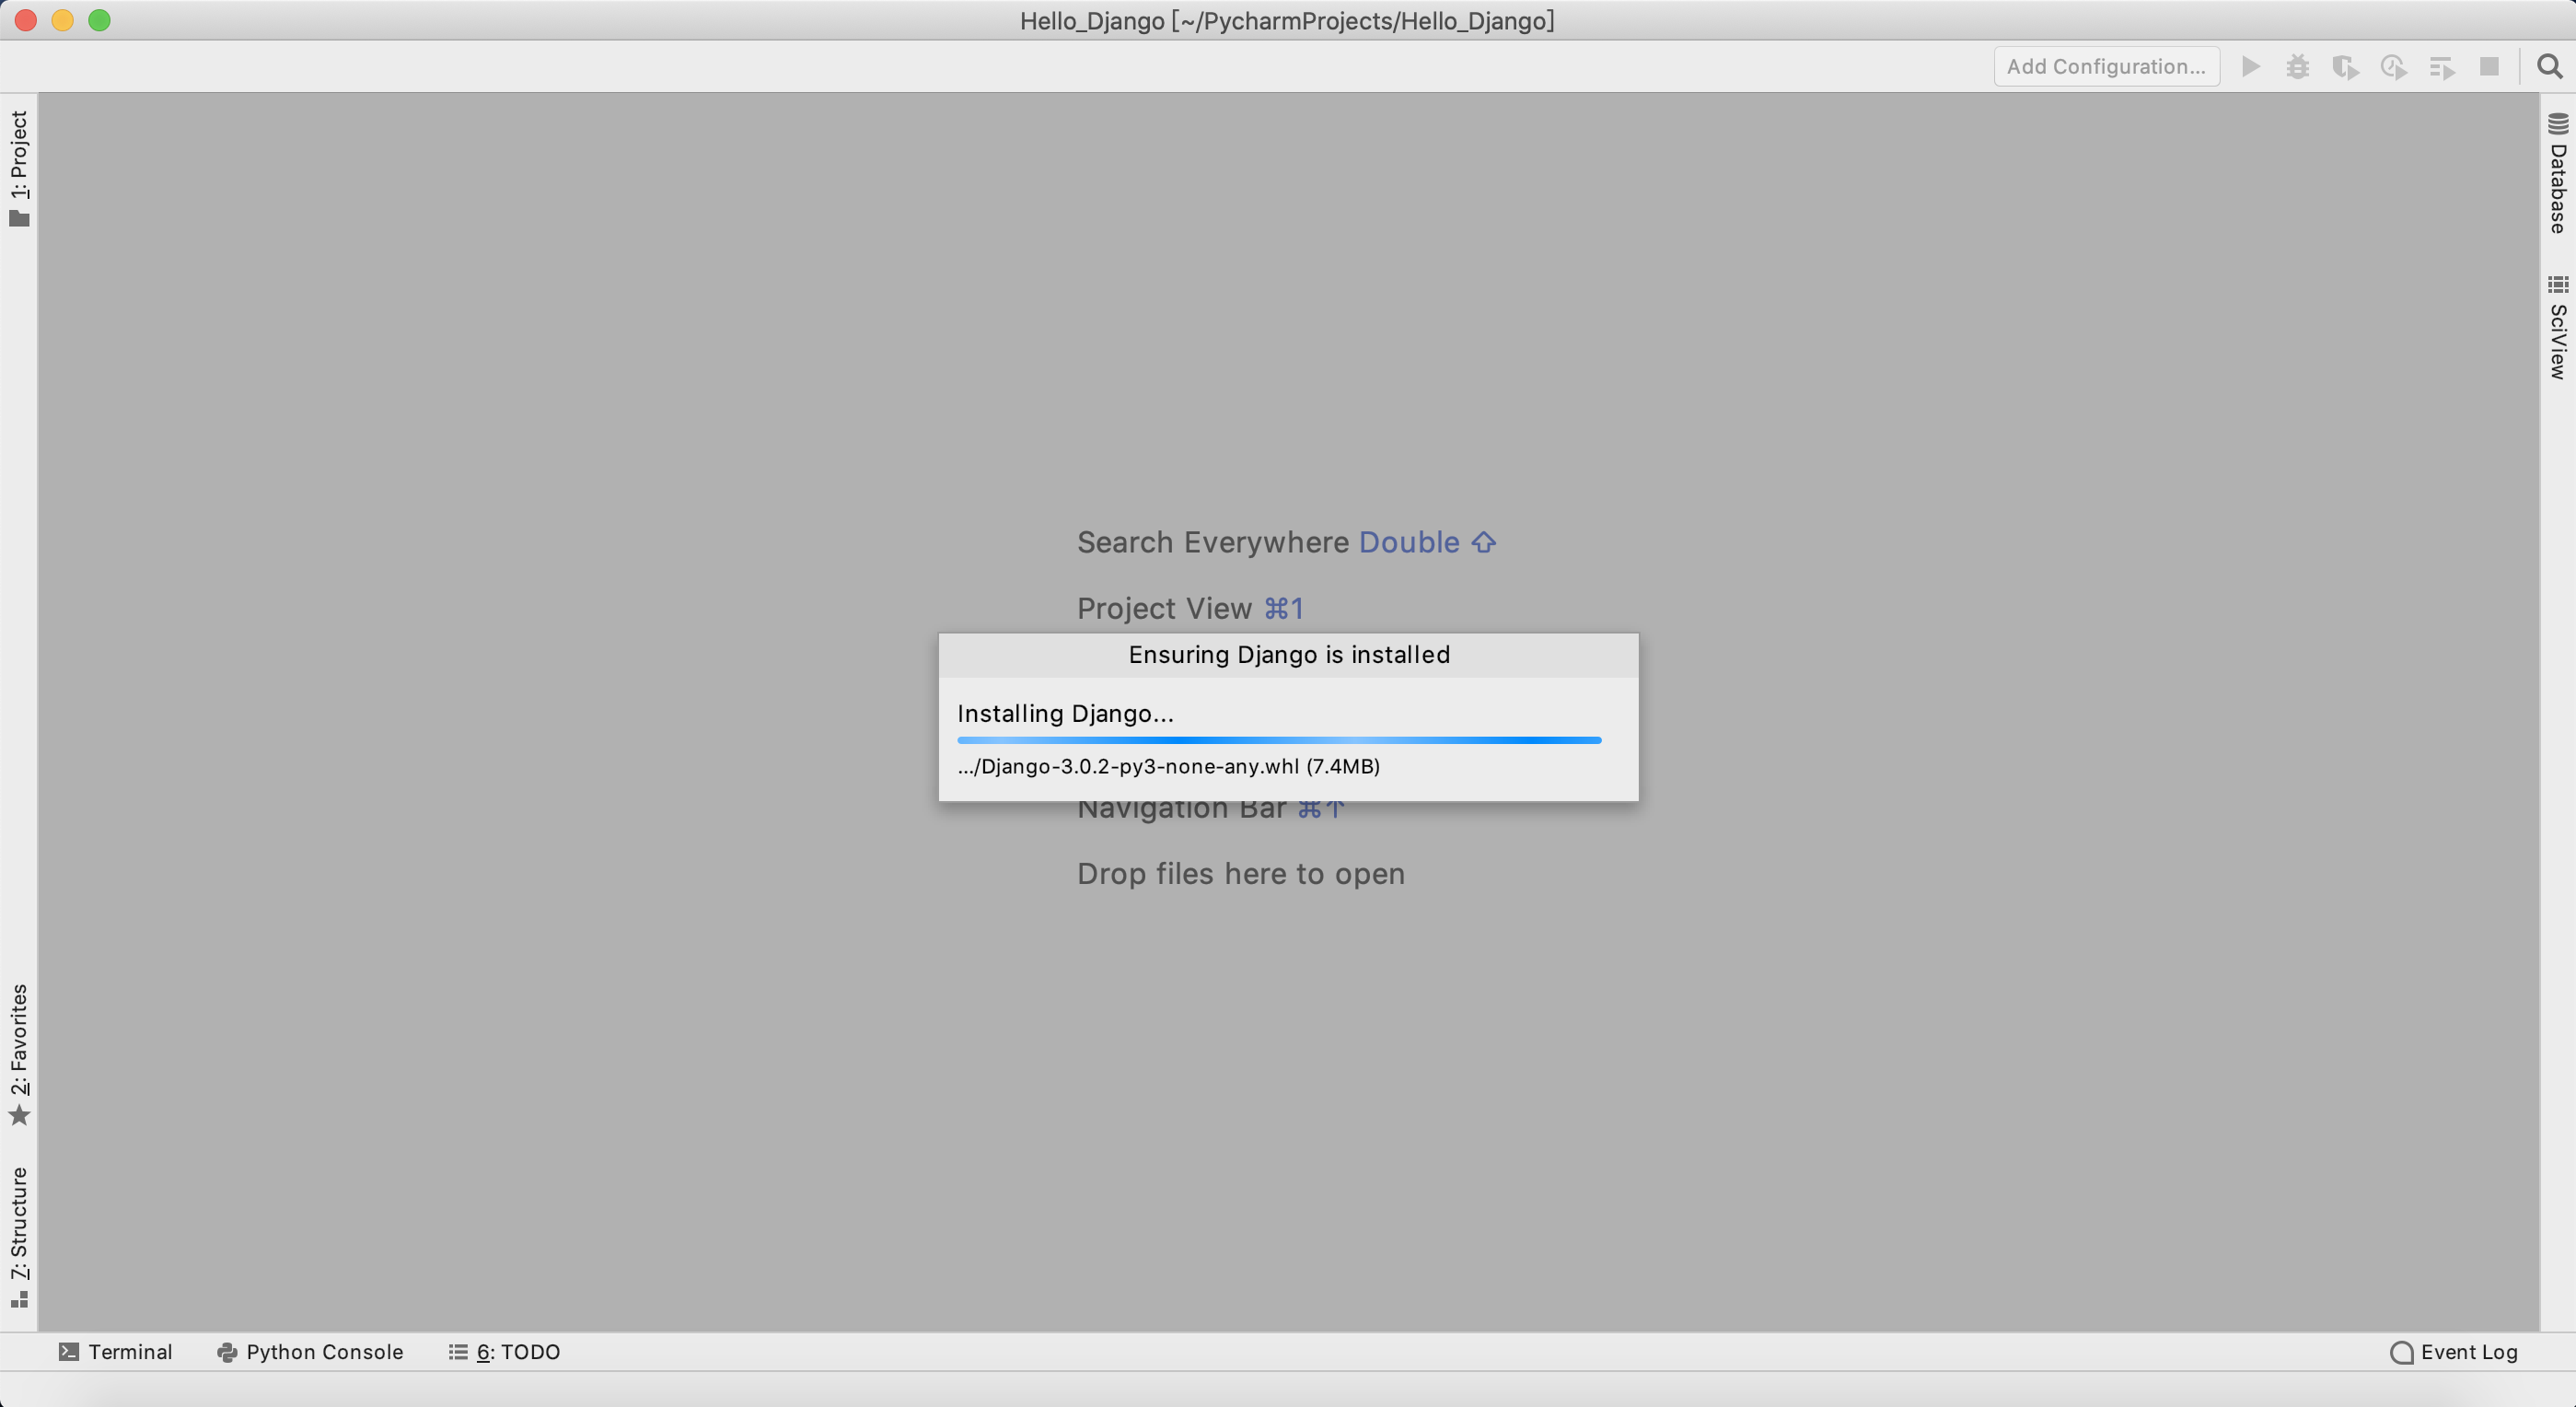 Hello_Django [~/PycharmProjects/Hello_Django]
Add Configuration...
1: Project
Database
SciView
Search Everywhere Double ⇧
Project View ⌘1
Ensuring Django is installed
Installing Django...
.../Django-3.0.2-py3-none-any.whl (7.4MB)
Navigation Bar ⌘↑
Drop files here to open
2: Favorites
7: Structure
Terminal
Python Console
6: TODO
Event Log